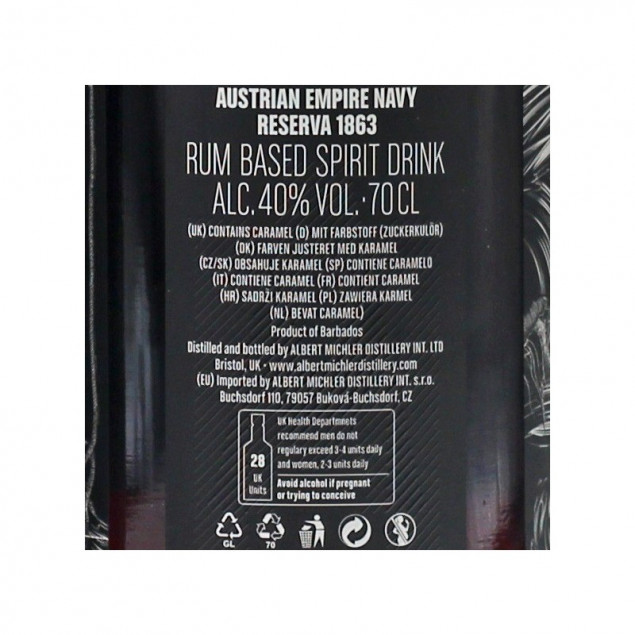 AUSTRIAN EMPIRE NAVY
RESERVA 1863
RUM BASED SPIRIT DRINK
ALC. 40% VOL. · 70 CL
(UK) CONTAINS CARAMEL (D) MIT FARBSTOFF (ZUCKERKULÖR)
(DK) FARVEN JUSTERET MED KARAMEL
(CZ/SK) OBSAHUJE KARAMEL (SP) CONTIENE CARAMELO
(IT) CONTIENE CARAMEL (FR) CONTIENT CARAMEL
(HR) SADRŽI KARAMEL (PL) ZAWIERA KARMEL
(NL) BEVAT CARAMEL)
Product of Barbados
Distilled and bottled by ALBERT MICHLER DISTILLERY INT. LTD
Bristol, UK · www.albertmichlerdistillery.com
(EU) Imported by ALBERT MICHLER DISTILLERY INT. s.r.o.
Buchsdorf 110, 79057 Buková-Buchsdorf, CZ
28
UK
Units
UK Health Departmnets
recommend men do not
regulary exceed 3-4 units daily
and women, 2-3 units daily
Avoid alcohol if pregnant
or trying to conceive
GL
70